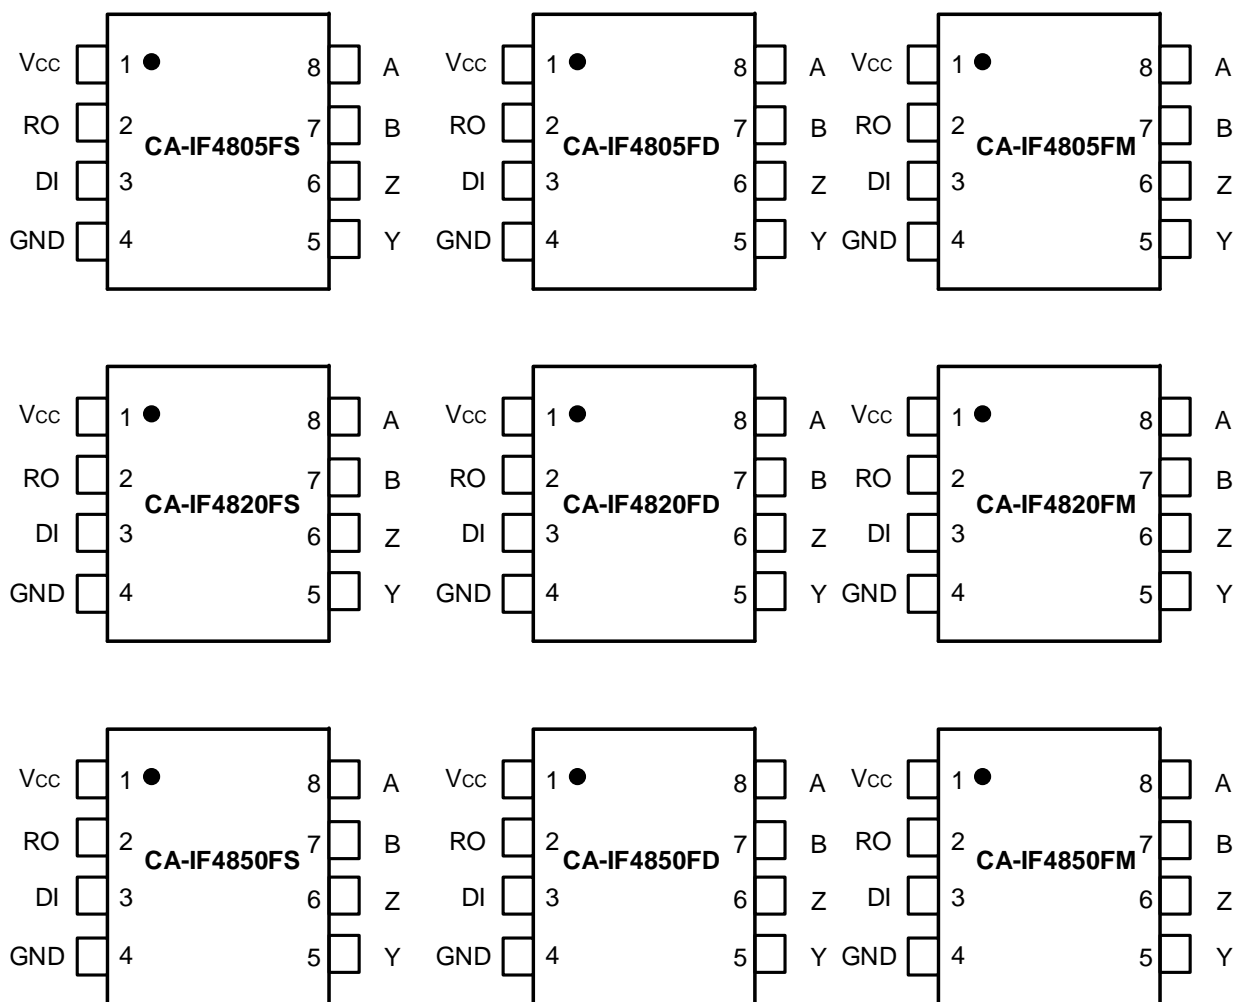 Vcc 1 8 A
RO 2 7 B
CA-IF4805FS
DI 3 6 Z
GND 4 5 Y
Vcc 1 8 A
RO 2 7 B
CA-IF4805FD
DI 3 6 Z
GND 4 5 Y
Vcc 1 8 A
RO 2 7 B
CA-IF4805FM
DI 3 6 Z
GND 4 5 Y
Vcc 1 8 A
RO 2 7 B
CA-IF4820FS
DI 3 6 Z
GND 4 5 Y
Vcc 1 8 A
RO 2 7 B
CA-IF4820FD
DI 3 6 Z
GND 4 5 Y
Vcc 1 8 A
RO 2 7 B
CA-IF4820FM
DI 3 6 Z
GND 4 5 Y
Vcc 1 8 A
RO 2 7 B
CA-IF4850FS
DI 3 6 Z
GND 4 5 Y
Vcc 1 8 A
RO 2 7 B
CA-IF4850FD
DI 3 6 Z
GND 4 5 Y
Vcc 1 8 A
RO 2 7 B
CA-IF4850FM
DI 3 6 Z
GND 4 5 Y